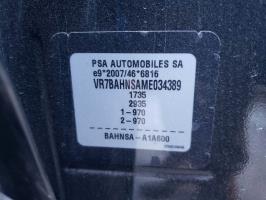 PSA AUTOMOBILES SA
e9*2007/46*6816
VR7BAHNSAME034389
1735
2935
1-970
2-970
BAHNSA-A1A600